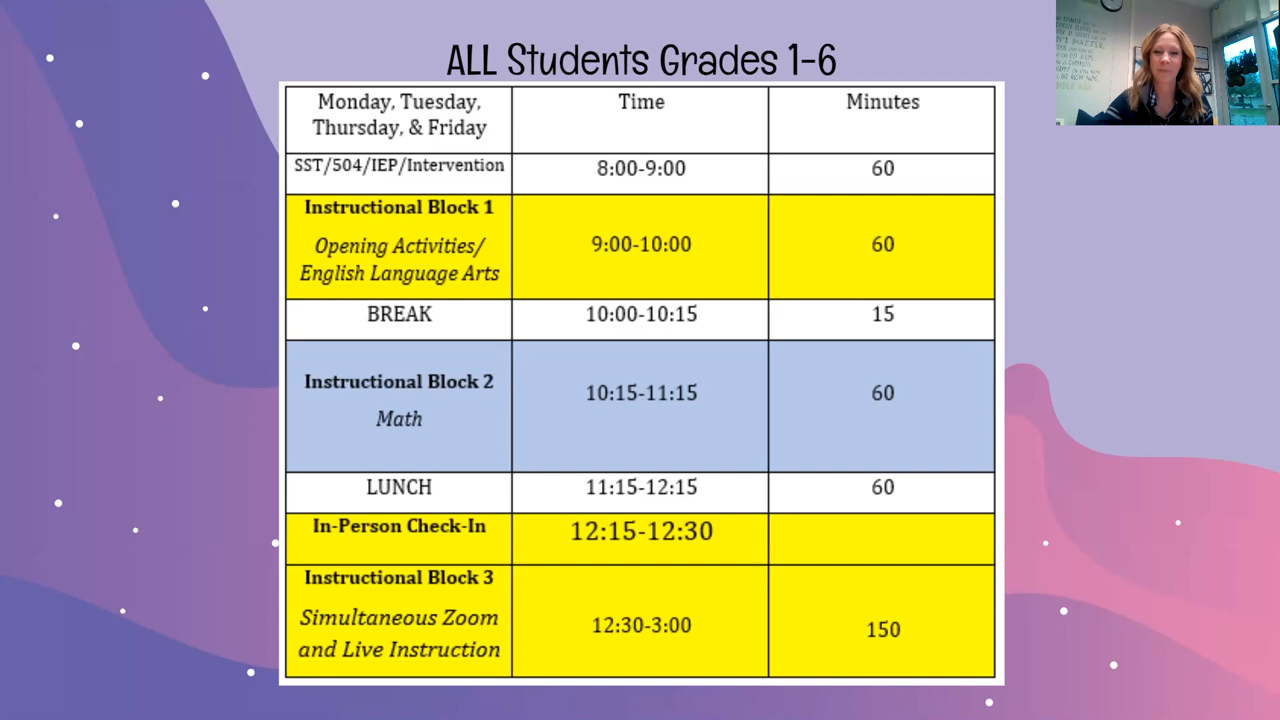 ALL Students Grades 1-6
Monday, Tuesday,
Thursday, & Friday
Time
Minutes
SST/504/IEP/Intervention
8:00-9:00
60
Instructional Block 1
Opening Activities/
English Language Arts
9:00-10:00
60
BREAK
10:00-10:15
15
Instructional Block 2
Math
10:15-11:15
60
LUNCH
11:15-12:15
60
In-Person Check-In
12:15-12:30
Instructional Block 3
Simultaneous Zoom
and Live Instruction
12:30-3:00
150